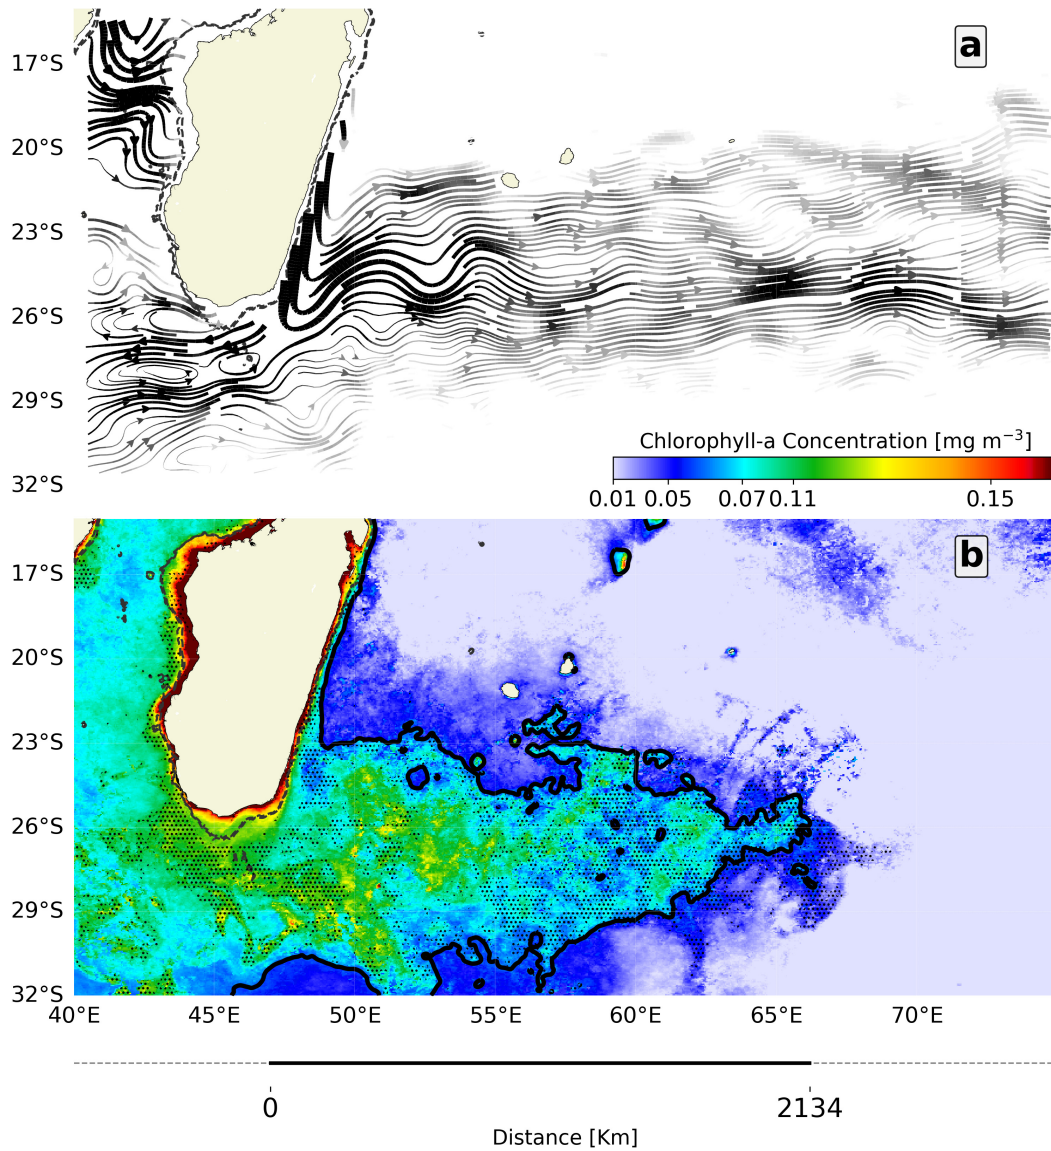 a
17°S
20°S
23°S
26°S
29°S
32°S
Chlorophyll-a Concentration [mg m⁻³]
0.01 0.05 0.07 0.11 0.15
b
17°S
20°S
23°S
26°S
29°S
32°S
40°E 45°E 50°E 55°E 60°E 65°E 70°E
0 2134
Distance [Km]